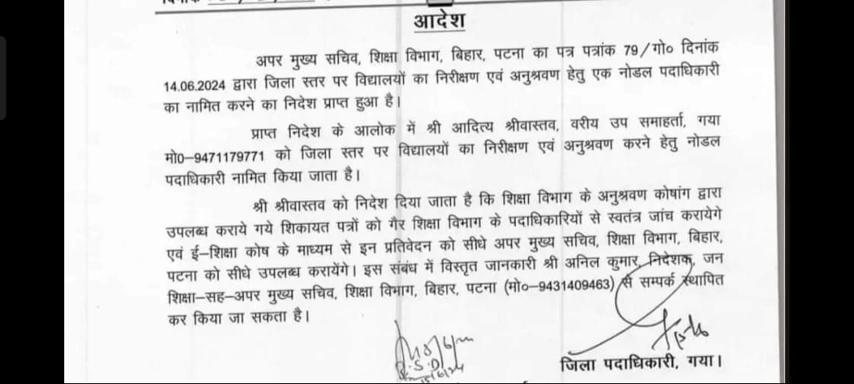 आदेश
अपर मुख्य सचिव, शिक्षा विभाग, बिहार, पटना का पत्र पत्रांक 79/गो० दिनांक
14.06.2024 द्वारा जिला स्तर पर विद्यालयों का निरीक्षण एवं अनुश्रवण हेतु एक नोडल पदाधिकारी
का नामित करने का निदेश प्राप्त हुआ है।
प्राप्त निदेश के आलोक में श्री आदित्य श्रीवास्तव, वरीय उप समाहर्ता, गया
मो0–9471179771 को जिला स्तर पर विद्यालयों का निरीक्षण एवं अनुश्रवण करने हेतु नोडल
पदाधिकारी नामित किया जाता है।
श्री श्रीवास्तव को निदेश दिया जाता है कि शिक्षा विभाग के अनुश्रवण कोषांग द्वारा
उपलब्ध कराये गये शिकायत पत्रों को गैर शिक्षा विभाग के पदाधिकारियों से स्वतंत्र जांच करायेगे
एवं ई–शिक्षा कोष के माध्यम से इन प्रतिवेदन को सीधे अपर मुख्य सचिव, शिक्षा विभाग, बिहार,
पटना को सीधे उपलब्ध करायेंगे। इस संबंध में विस्तृत जानकारी श्री अनिल कुमार, निदेशक, जन
शिक्षा–सह–अपर मुख्य सचिव, शिक्षा विभाग, बिहार, पटना (मो०–9431409463) से सम्पर्क स्थापित
कर किया जा सकता है।
जिला पदाधिकारी, गया।